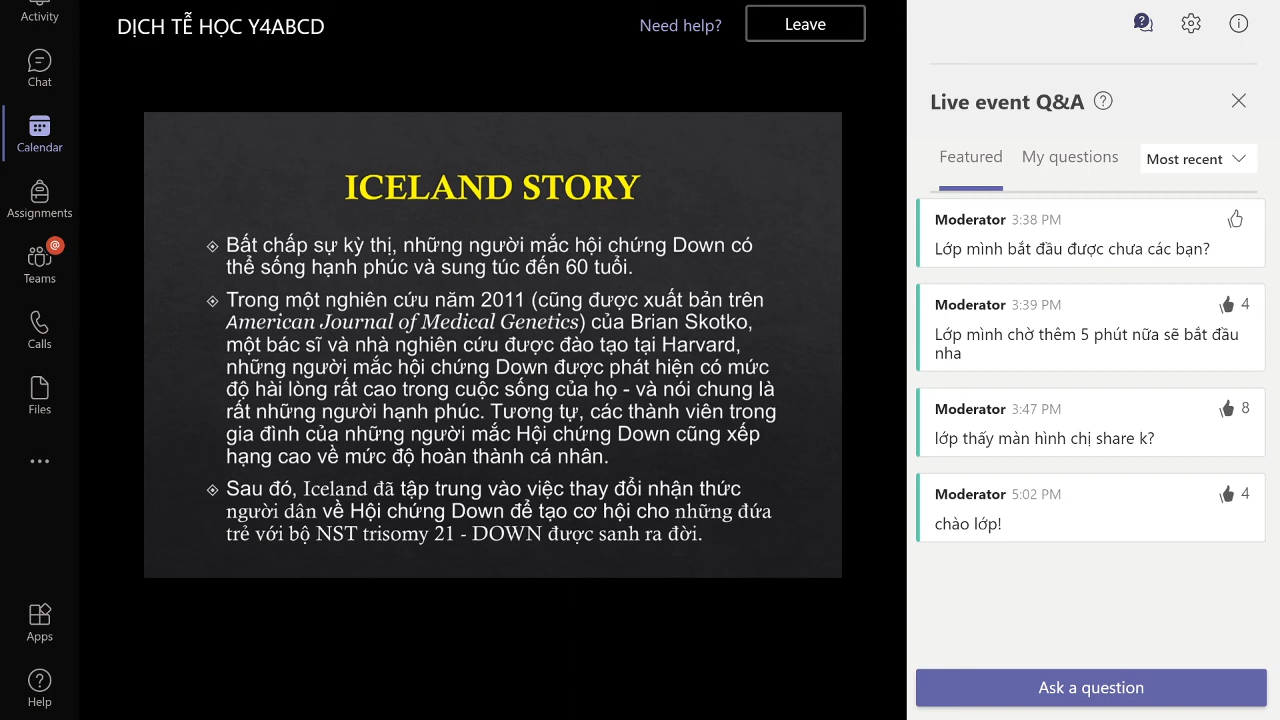 Activity
Chat
Calendar
Assignments
@
Teams
Calls
Files
Apps
Help
DỊCH TỄ HỌC Y4ABCD
Need help?
Leave
ICELAND STORY
Bất chấp sự kỳ thị, những người mắc hội chứng Down có
thể sống hạnh phúc và sung túc đến 60 tuổi.
Trong một nghiên cứu năm 2011 (cũng được xuất bản trên
American Journal of Medical Genetics) của Brian Skotko,
một bác sĩ và nhà nghiên cứu được đào tạo tại Harvard,
những người mắc hội chứng Down được phát hiện có mức
độ hài lòng rất cao trong cuộc sống của họ - và nói chung là
rất những người hạnh phúc. Tương tự, các thành viên trong
gia đình của những người mắc Hội chứng Down cũng xếp
hạng cao về mức độ hoàn thành cá nhân.
Sau đó, Iceland đã tập trung vào việc thay đổi nhận thức
người dản về Hội chứng Down để tạo cơ hội cho những đứa
trẻ với bộ NST trisomy 21 - DOWN được sanh ra đời.
Live event Q&A
Featured
My questions
Most recent
Moderator 3:38 PM
Lớp mình bắt đầu được chưa các bạn?
Moderator 3:39 PM 4
Lớp mình chờ thêm 5 phút nữa sẽ bắt đầu
nha
Moderator 3:47 PM 8
lớp thấy màn hình chị share k?
Moderator 5:02 PM 4
chào lớp!
Ask a question